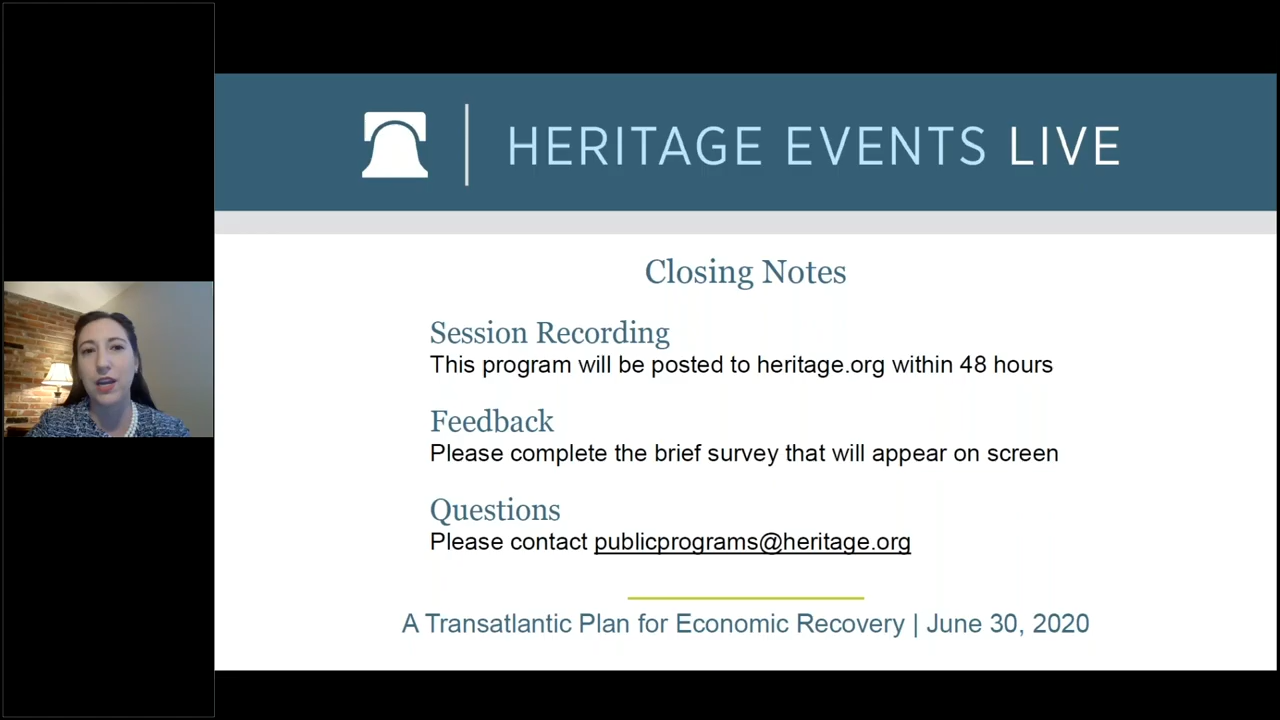 HERITAGE EVENTS LIVE
Closing Notes
Session Recording
This program will be posted to heritage.org within 48 hours
Feedback
Please complete the brief survey that will appear on screen
Questions
Please contact publicprograms@heritage.org
A Transatlantic Plan for Economic Recovery | June 30, 2020